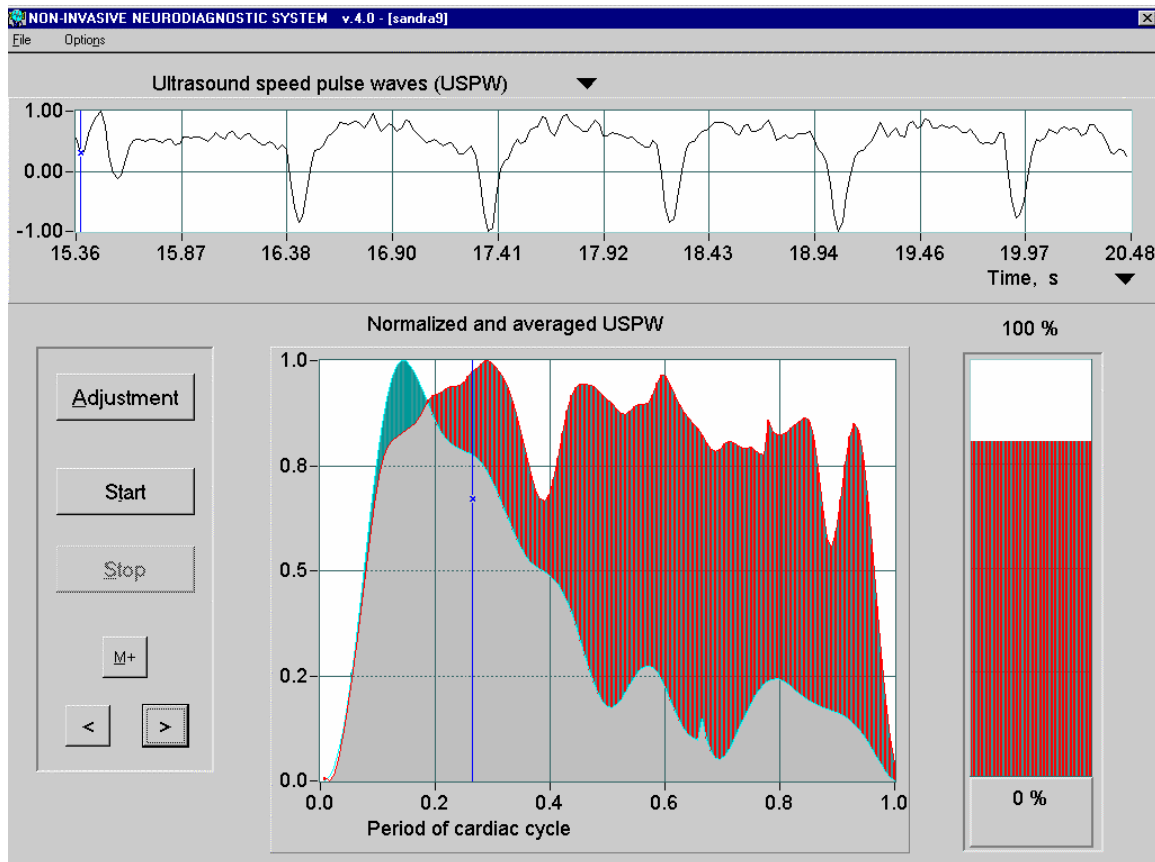 NON-INVASIVE NEURODIAGNOSTIC SYSTEM v.4.0 - [sandra9]
File Options
Ultrasound speed pulse waves (USPW)
1.00
0.00
-1.00
15.36 15.87 16.38 16.90 17.41 17.92 18.43 18.94 19.46 19.97 20.48
Time, s
Normalized and averaged USPW
100 %
Adjustment
Start
Stop
M+
< >
1.0
0.8
0.5
0.2
0.0
0.0 0.2 0.4 0.6 0.8 1.0
Period of cardiac cycle
0 %